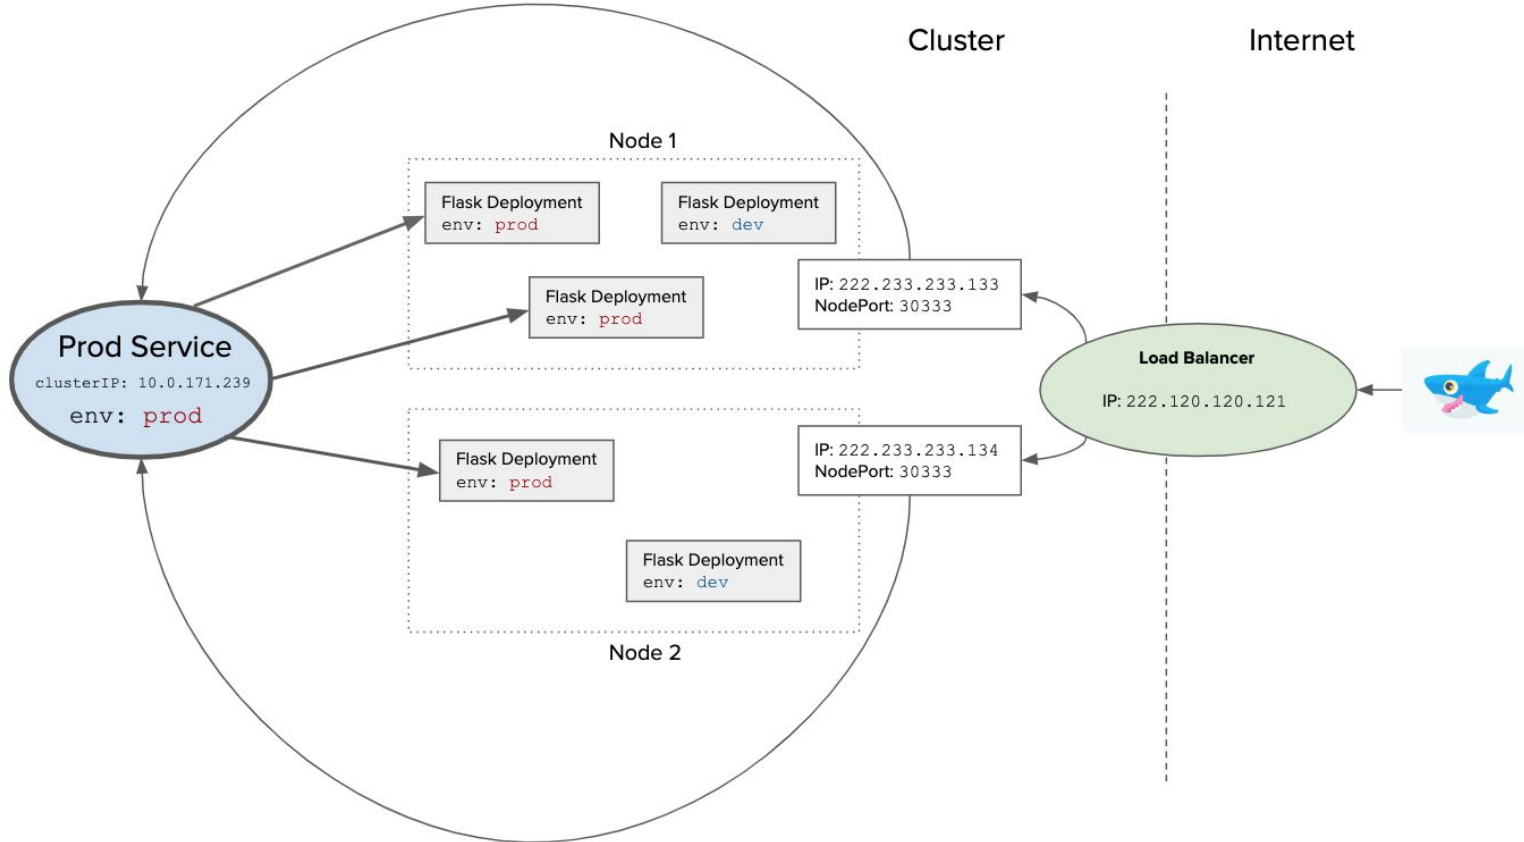 Cluster
Internet
Node 1
Flask Deployment
env: prod
Flask Deployment
env: dev
Flask Deployment
env: prod
IP: 222.233.233.133
NodePort: 30333
Prod Service
clusterIP: 10.0.171.239
env: prod
Load Balancer
IP: 222.120.120.121
Flask Deployment
env: prod
IP: 222.233.233.134
NodePort: 30333
Flask Deployment
env: dev
Node 2